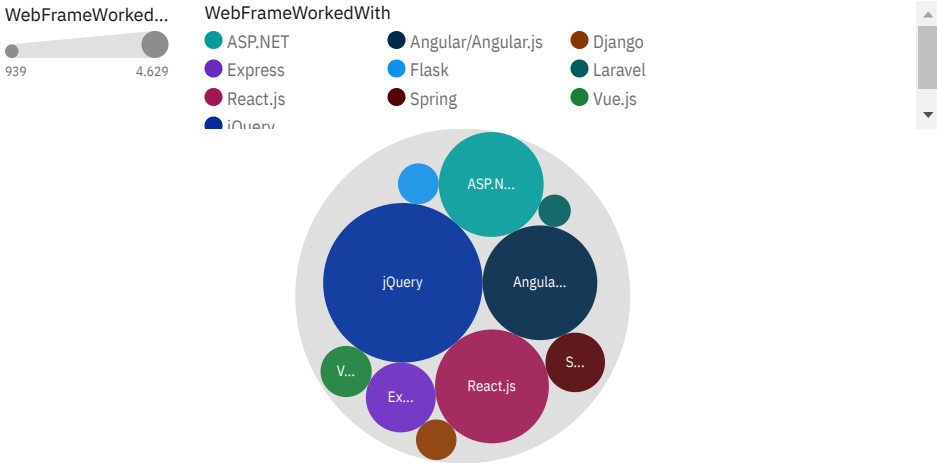 WebFrameWorked...
939
4.629
WebFrameWorkedWith
ASP.NET
Angular/Angular.js
Django
Express
Flask
Laravel
React.js
Spring
Vue.js
jQuery
ASP.N...
jQuery
Angula...
V...
Ex...
React.js
S...